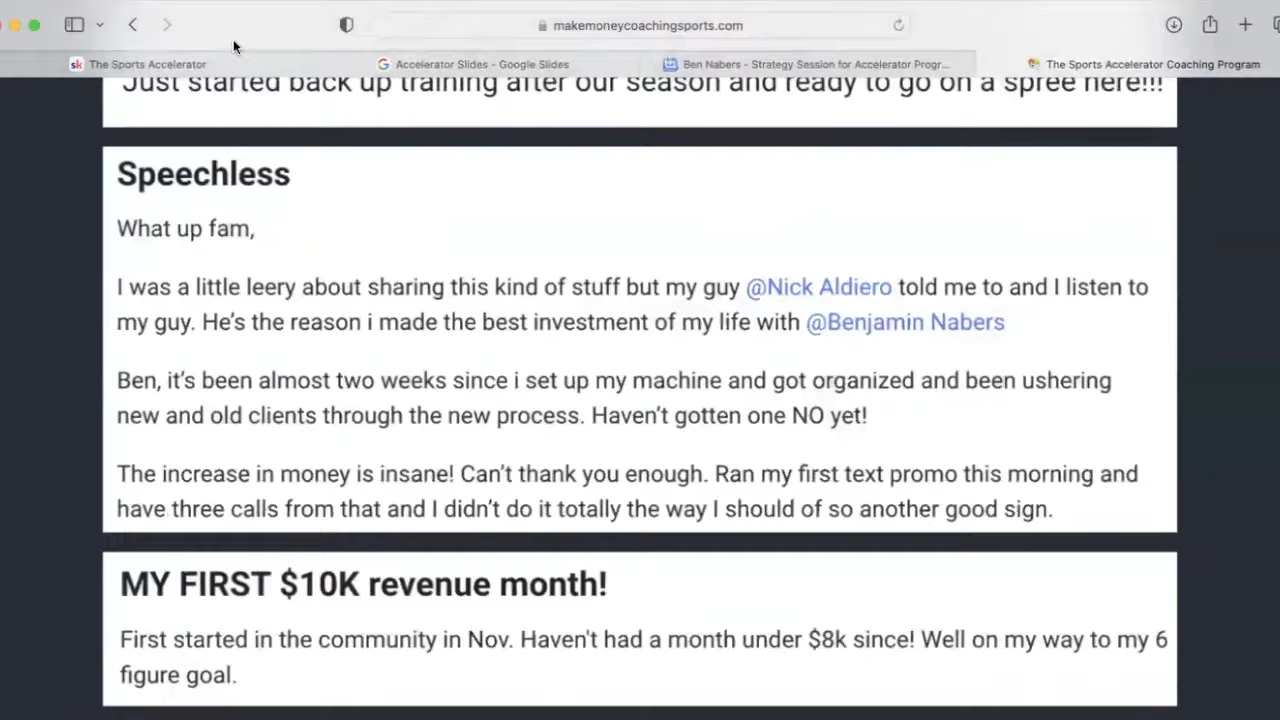 makemoneycoachingsports.com
sk The Sports Accelerator
Accelerator Slides - Google Slides
Ben Nabers - Strategy Session for Accelerator Progr...
The Sports Accelerator Coaching Program
Just started back up training after our season and ready to go on a spree here!!!
Speechless
What up fam,
I was a little leery about sharing this kind of stuff but my guy @Nick Aldiero told me to and I listen to
my guy. He’s the reason i made the best investment of my life with @Benjamin Nabers
Ben, it’s been almost two weeks since i set up my machine and got organized and been ushering
new and old clients through the new process. Haven’t gotten one NO yet!
The increase in money is insane! Can’t thank you enough. Ran my first text promo this morning and
have three calls from that and I didn’t do it totally the way I should of so another good sign.
MY FIRST $10K revenue month!
First started in the community in Nov. Haven't had a month under $8k since! Well on my way to my 6
figure goal.